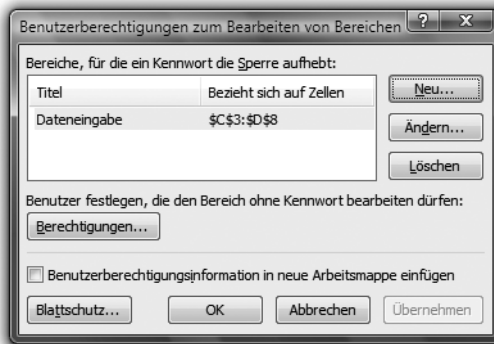 Benutzerberechtigungen zum Bearbeiten von Bereichen ? X
Bereiche, für die ein Kennwort die Sperre aufhebt:
Titel Bezieht sich auf Zellen
Neu...
Dateneingabe $C$3:$D$8
Ändern...
Löschen
Benutzer festlegen, die den Bereich ohne Kennwort bearbeiten dürfen:
Berechtigungen...
Benutzerberechtigungsinformation in neue Arbeitsmappe einfügen
Blattschutz... OK Abbrechen Übernehmen